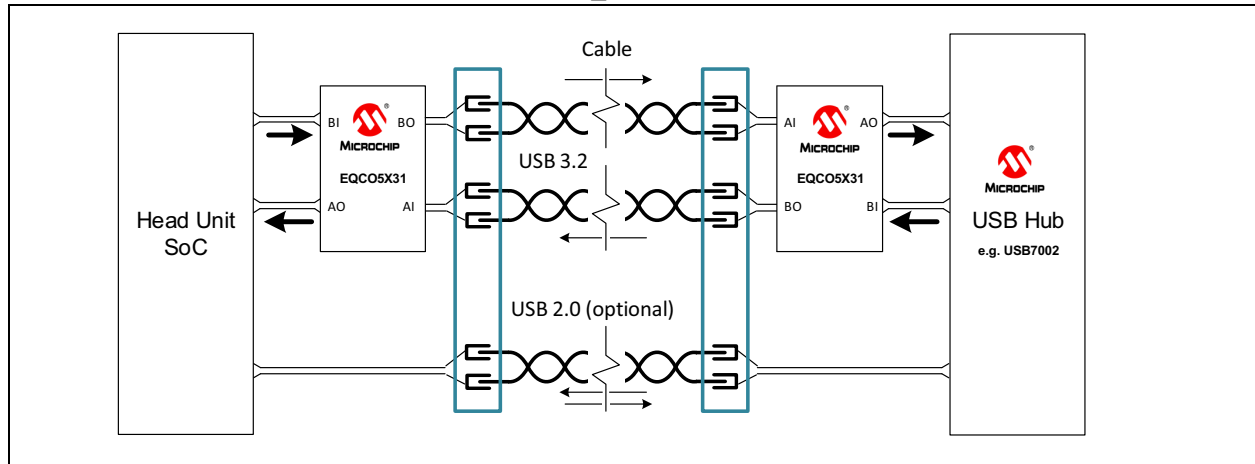 Cable
BI
BO
MICROCHIP
EQCO5X31
AO
AI
Head Unit
SoC
USB 3.2
USB 2.0 (optional)
AI
AO
MICROCHIP
EQCO5X31
BO
BI
MICROCHIP
USB Hub
e.g. USB7002